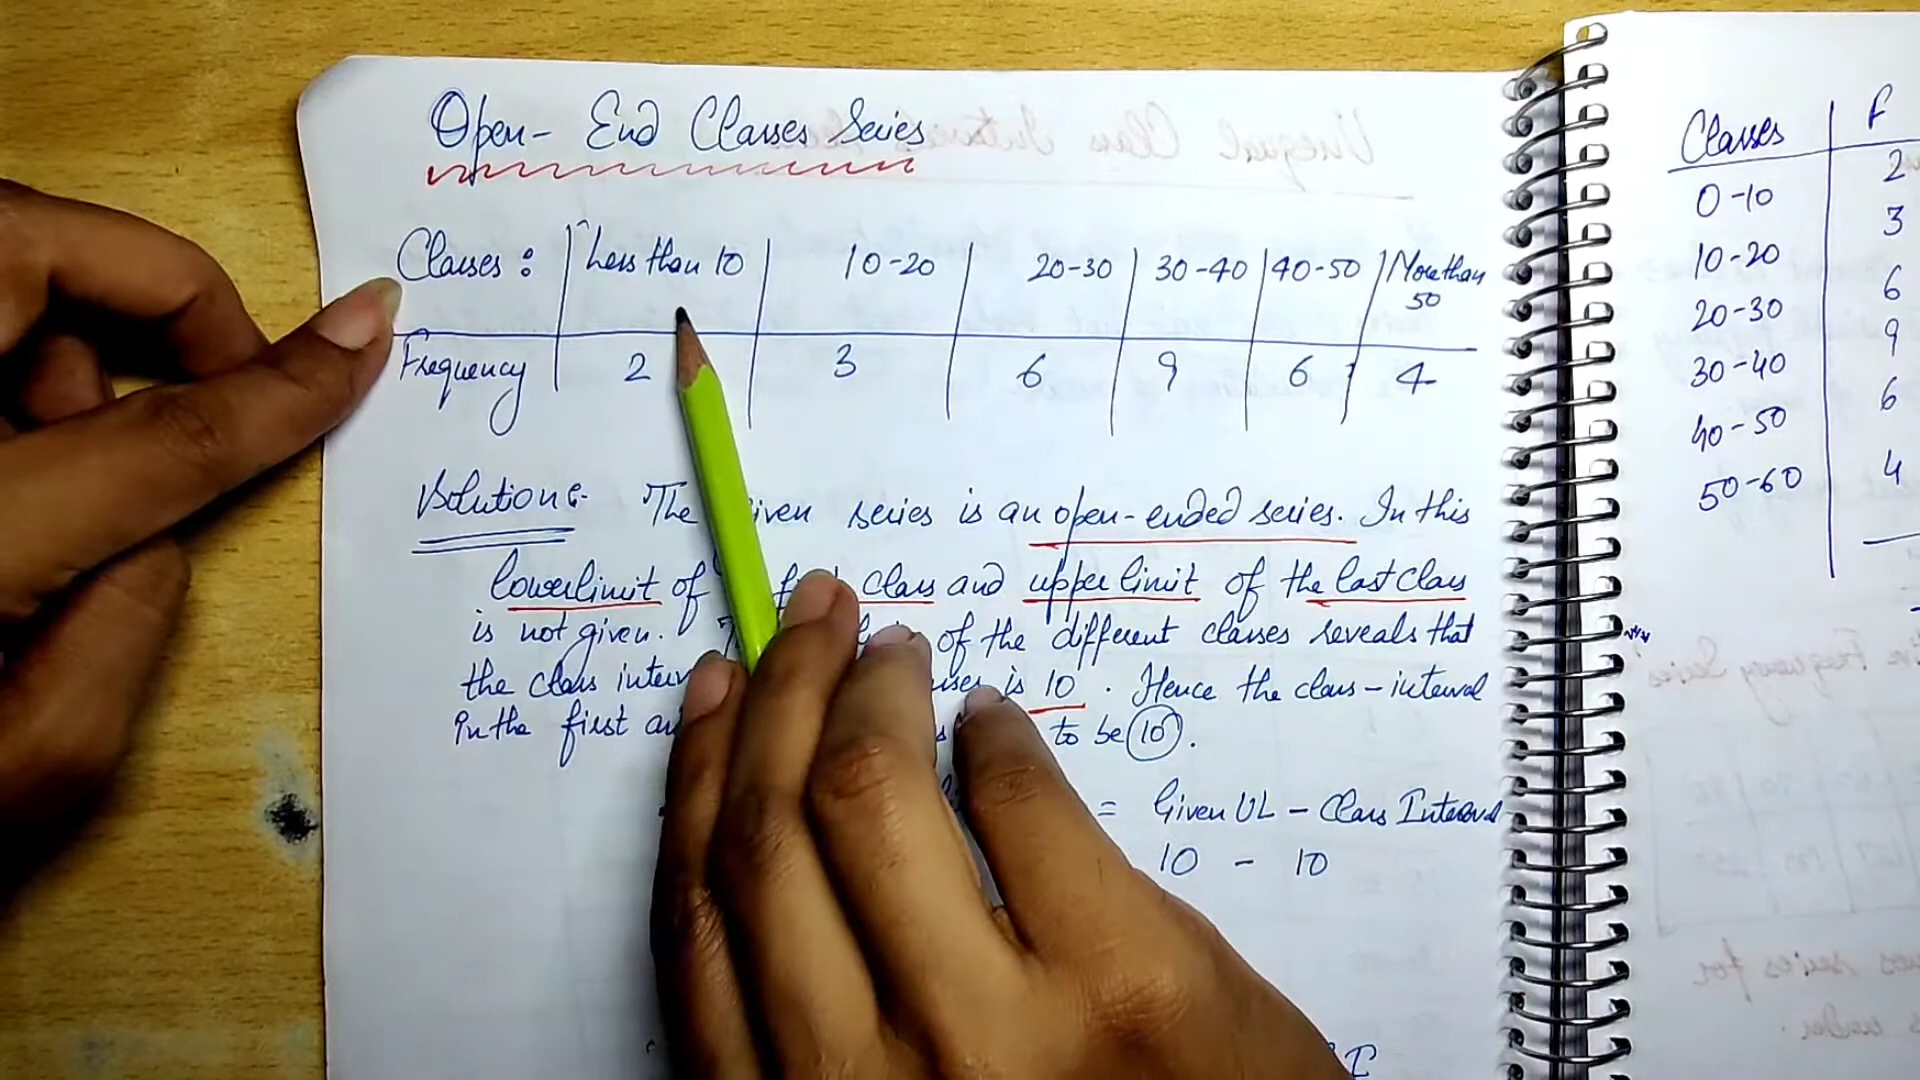 Open-End Classes Series
Classes: Less than 10 10-20 20-30 30-40 40-50 More than 50
Frequency 2 3 6 9 6 4
Solution:- The given series is an open-ended series. In this
lowerlimit of class and upper limit of the last class
is not given. of the different classes reveals that
the class is 10. Hence the class-interval
in the first to be 10.
= Given UL - Class Interval
10 - 10
Classes F
0-10 2
10-20 3
20-30 6
30-40 9
40-50 6
50-60 4